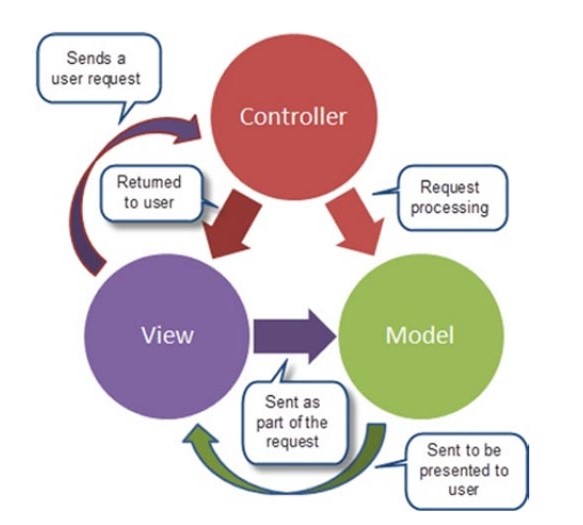 Sends a
user request
Controller
Returned
to user
Request
processing
View
Model
Sent as
part of the
request
Sent to be
presented to
user